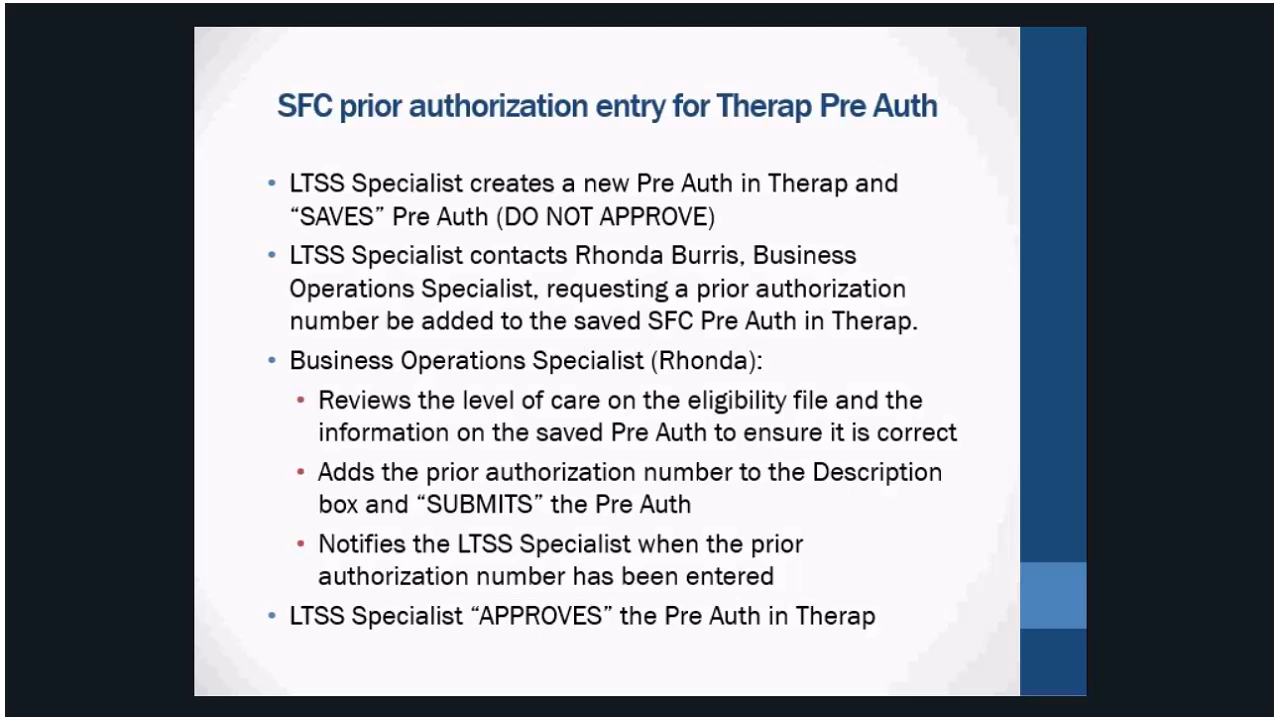 SFC prior authorization entry for Therap Pre Auth
• LTSS Specialist creates a new Pre Auth in Therap and
“SAVES” Pre Auth (DO NOT APPROVE)
• LTSS Specialist contacts Rhonda Burris, Business
Operations Specialist, requesting a prior authorization
number be added to the saved SFC Pre Auth in Therap.
• Business Operations Specialist (Rhonda):
• Reviews the level of care on the eligibility file and the
information on the saved Pre Auth to ensure it is correct
• Adds the prior authorization number to the Description
box and “SUBMITS” the Pre Auth
• Notifies the LTSS Specialist when the prior
authorization number has been entered
• LTSS Specialist “APPROVES” the Pre Auth in Therap